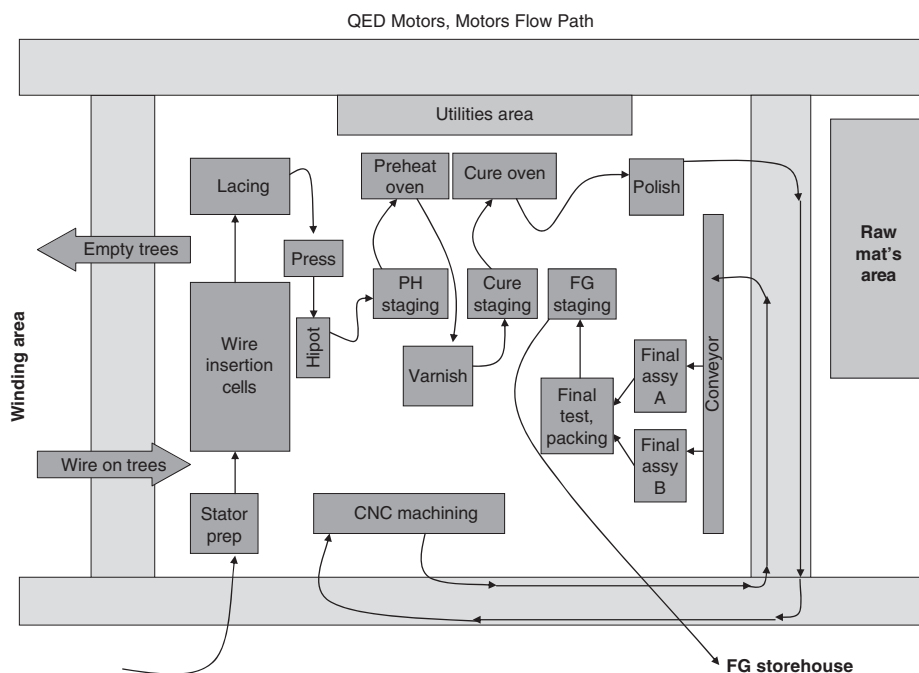 QED Motors, Motors Flow Path
Utilities area
Lacing
Preheat
oven
Cure oven
Polish
Empty trees
Press
Raw
mat's
area
PH
staging
Cure
staging
FG
staging
Winding area
Wire
insertion
cells
Hipot
Varnish
Final
assy
A
Conveyor
Final
test,
packing
Wire on trees
Final
assy
B
Stator
prep
CNC machining
FG storehouse